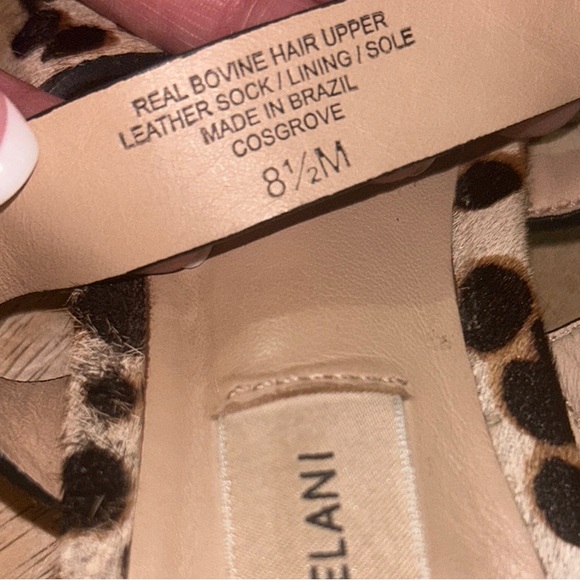 REAL BOVINE HAIR UPPER
LEATHER SOCK / LINING / SOLE
MADE IN BRAZIL
COSGROVE
8½M
ELANI